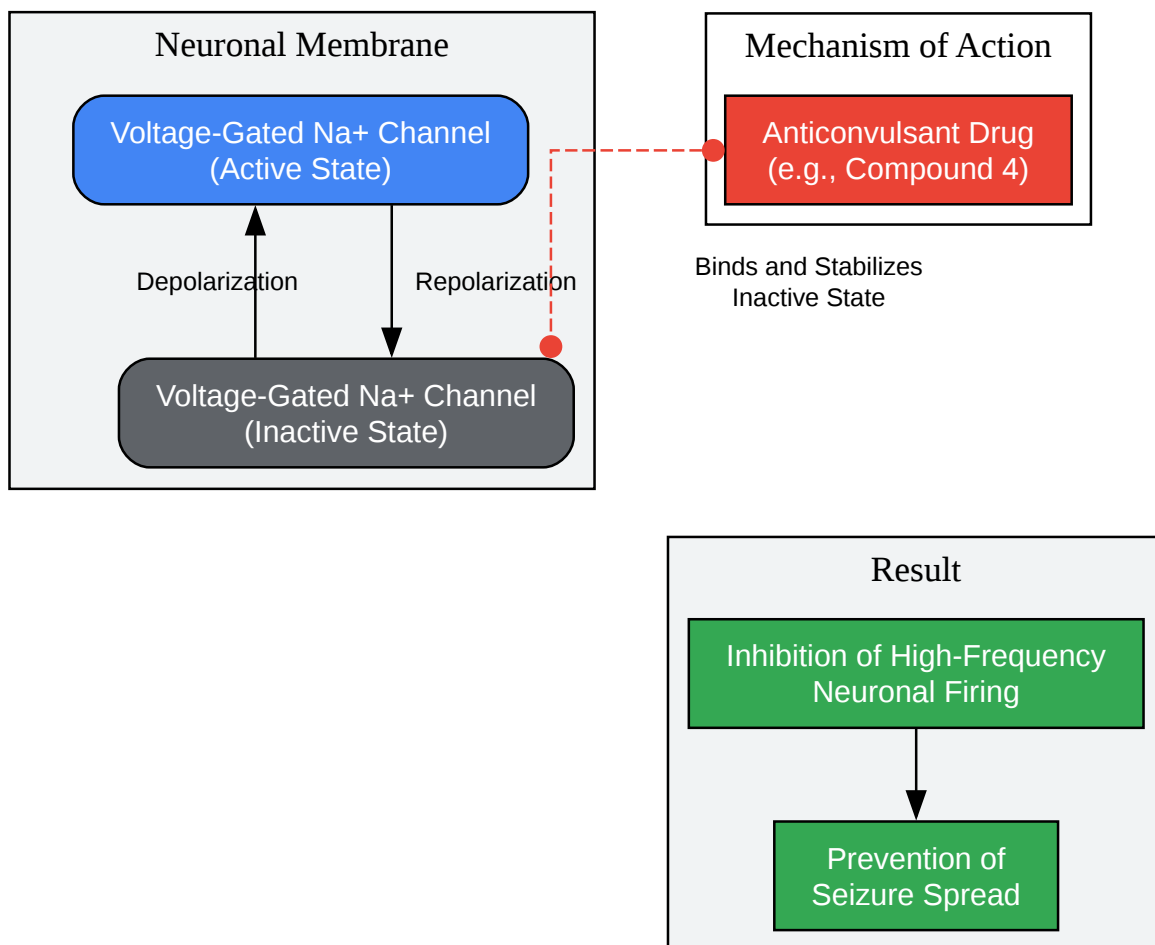 Neuronal Membrane
Voltage-Gated Na+ Channel
(Active State)
Depolarization
Repolarization
Voltage-Gated Na+ Channel
(Inactive State)
Mechanism of Action
Anticonvulsant Drug
(e.g., Compound 4)
Binds and Stabilizes
Inactive State
Result
Inhibition of High-Frequency
Neuronal Firing
Prevention of
Seizure Spread